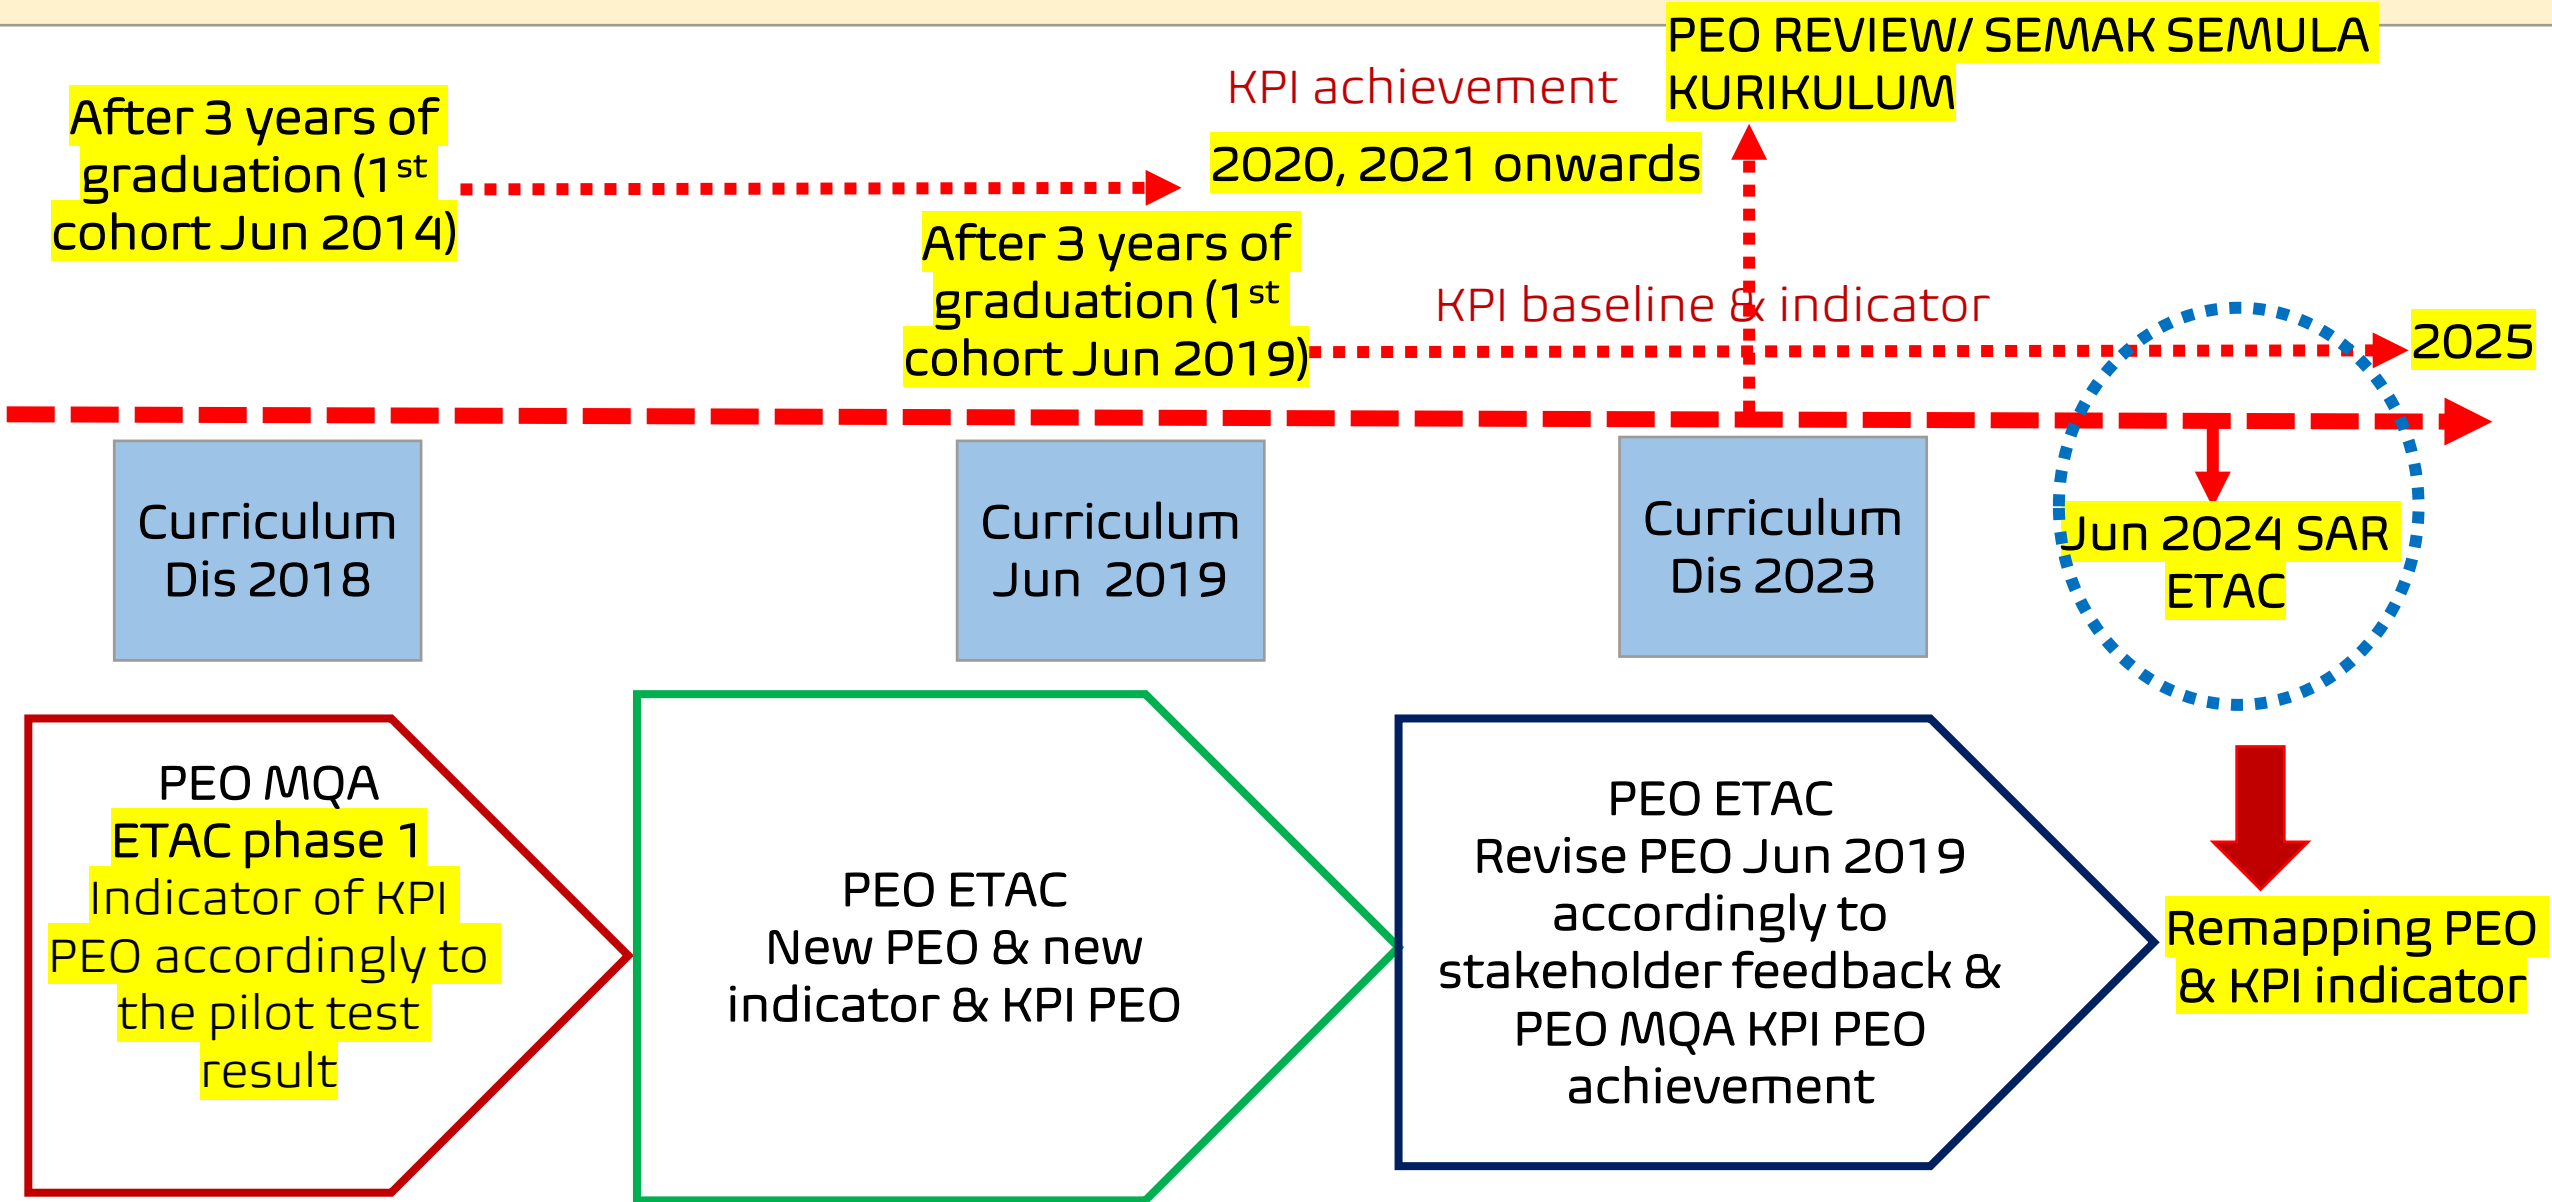 PEO REVIEW/ SEMAK SEMULA
KURIKULUM
KPI achievement
2020, 2021 onwards
After 3 years of
graduation (1st
cohort Jun 2014)
After 3 years of
graduation (1st
cohort Jun 2019)
KPI baseline & indicator
2025
Curriculum
Dis 2018
Curriculum
Jun 2019
Curriculum
Dis 2023
Jun 2024 SAR
ETAC
PEO MQA
ETAC phase 1
Indicator of KPI
PEO accordingly to
the pilot test
result
PEO ETAC
New PEO & new
indicator & KPI PEO
PEO ETAC
Revise PEO Jun 2019
accordingly to
stakeholder feedback &
PEO MQA KPI PEO
achievement
Remapping PEO
& KPI indicator